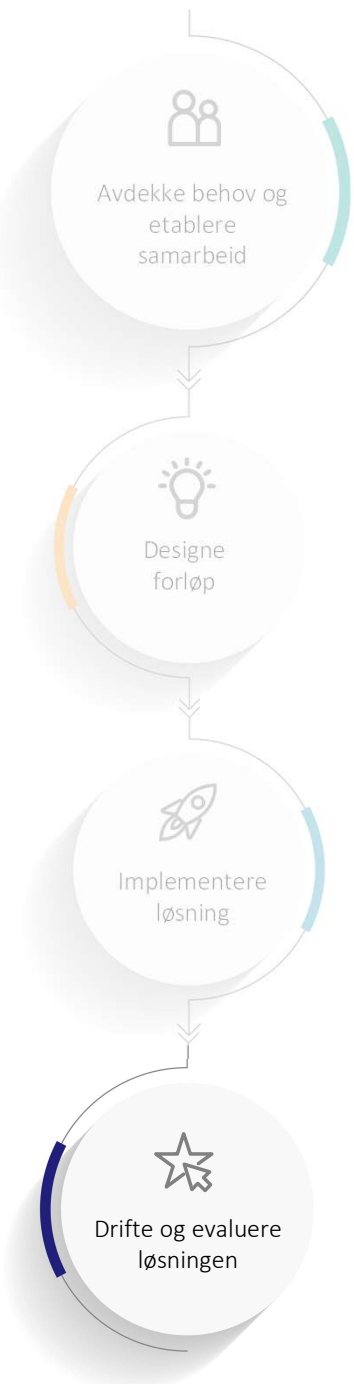 Avdekke behov og
etablere
samarbeid
Designe
forløp
Implementere
løsning
Drifte og evaluere
løsningen